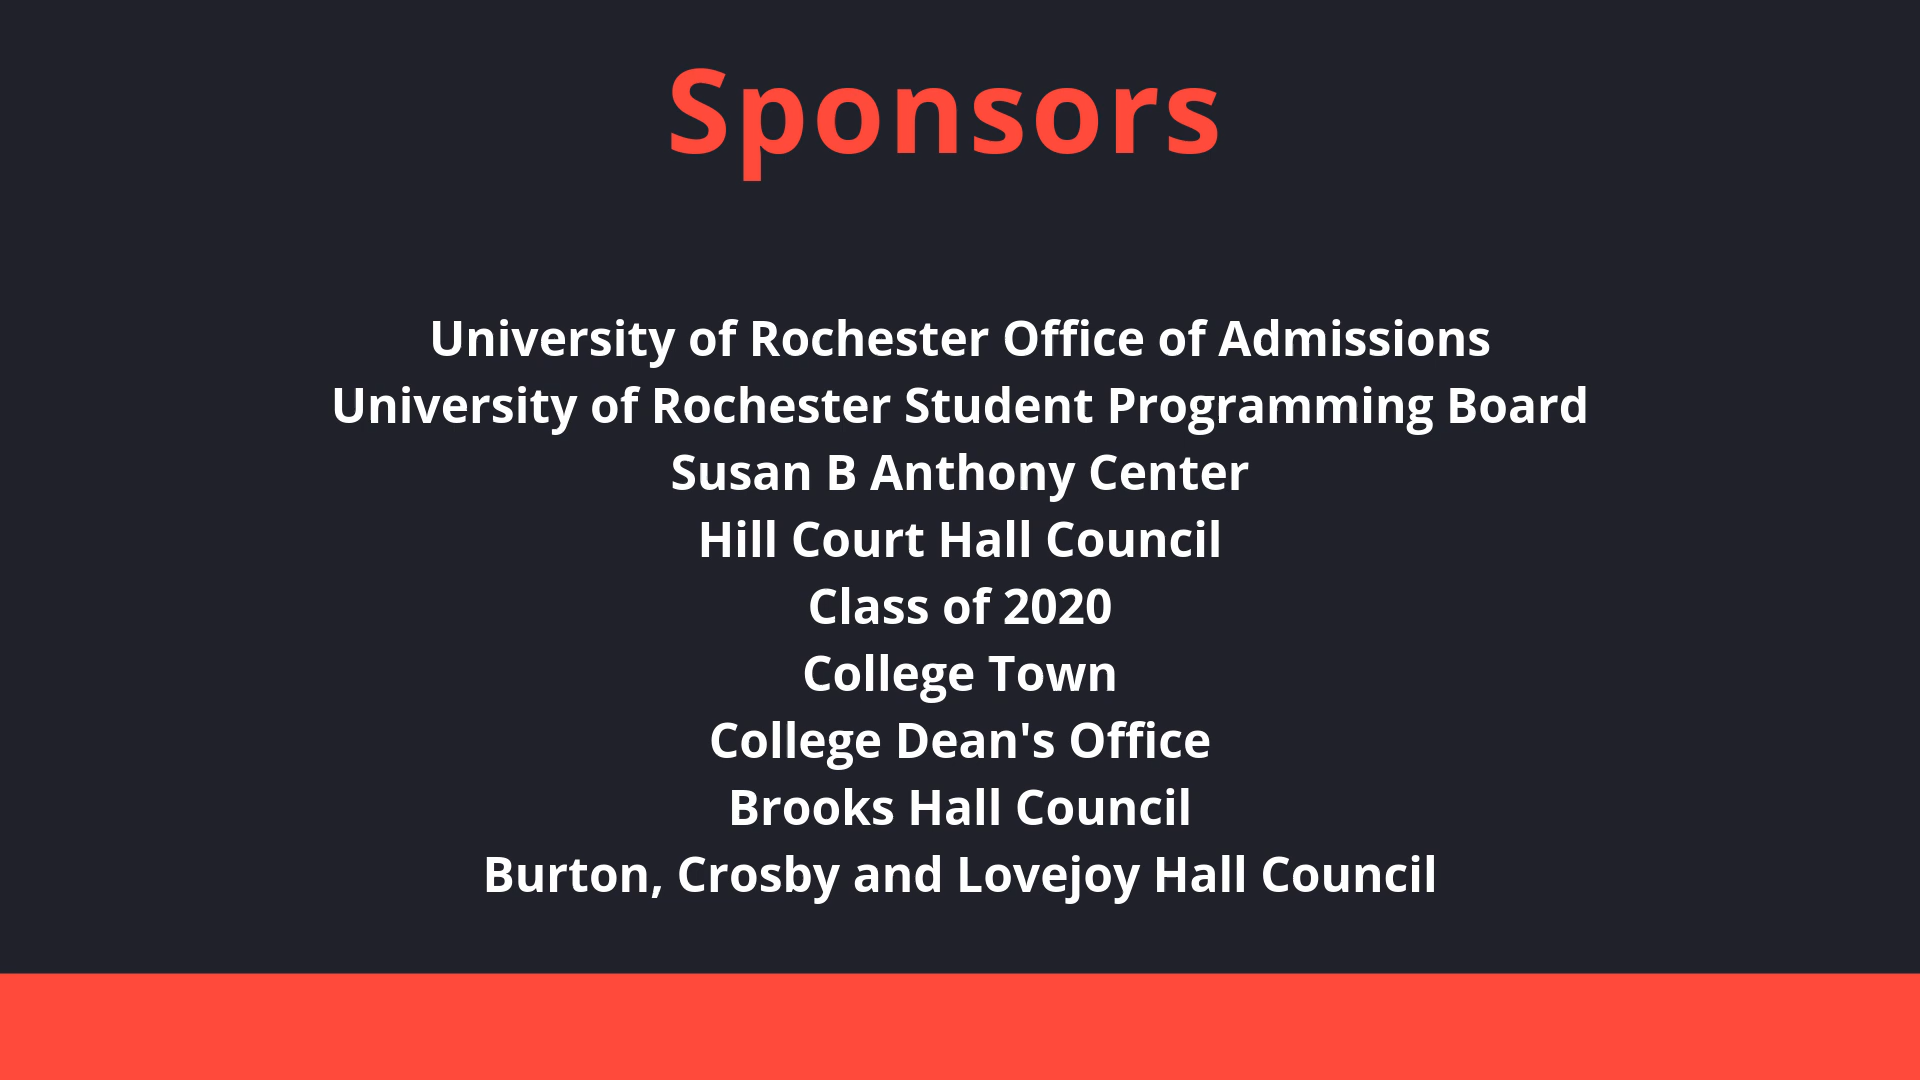 Sponsors
University of Rochester Office of Admissions
University of Rochester Student Programming Board
Susan B Anthony Center
Hill Court Hall Council
Class of 2020
College Town
College Dean's Office
Brooks Hall Council
Burton, Crosby and Lovejoy Hall Council